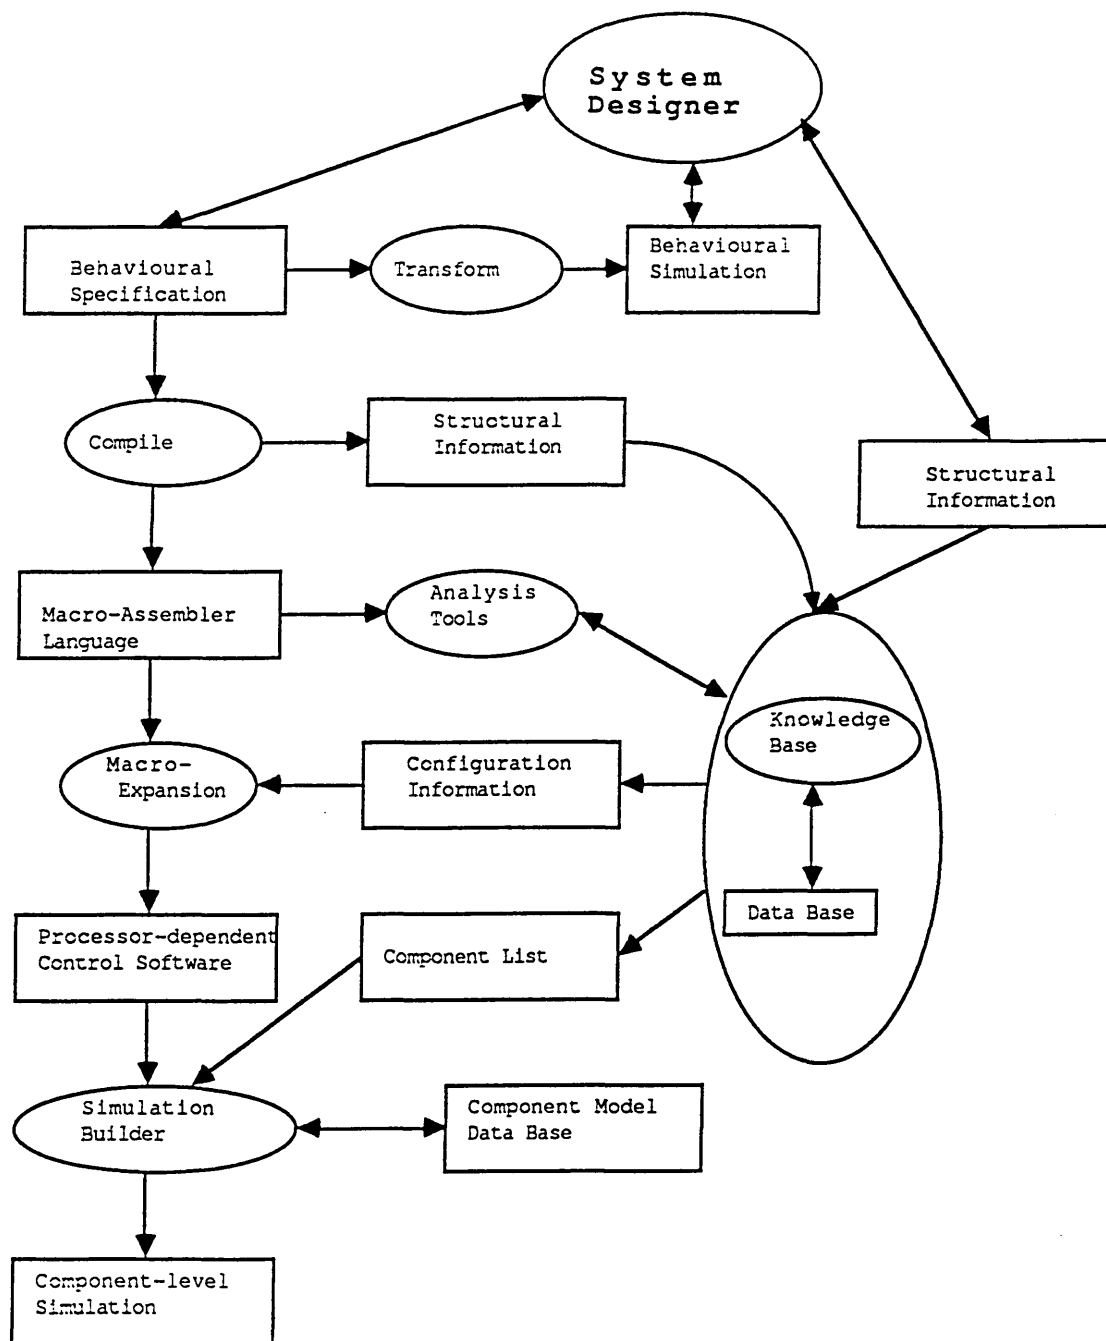 System
Designer
Behavioural
Specification
Transform
Behavioural
Simulation
Compile
Structural
Information
Structural
Information
Macro-Assembler
Language
Analysis
Tools
Knowledge
Base
Macro-
Expansion
Configuration
Information
Data Base
Processor-dependent
Control Software
Component List
Simulation
Builder
Component Model
Data Base
Component-level
Simulation